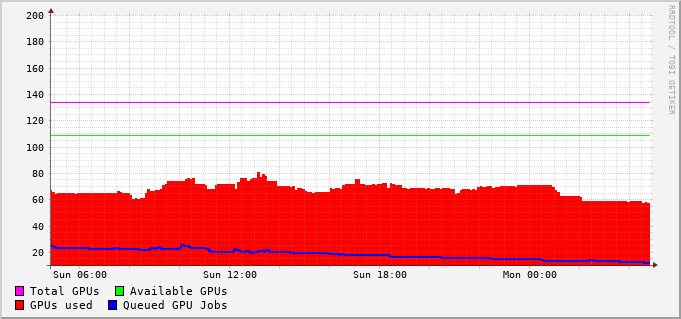 200
180
160
140
120
100
80
60
40
20
Sun 06:00 Sun 12:00 Sun 18:00 Mon 00:00
Total GPUs Available GPUs
GPUs used Queued GPU Jobs
RRDTOOL / TOBI OETIKER